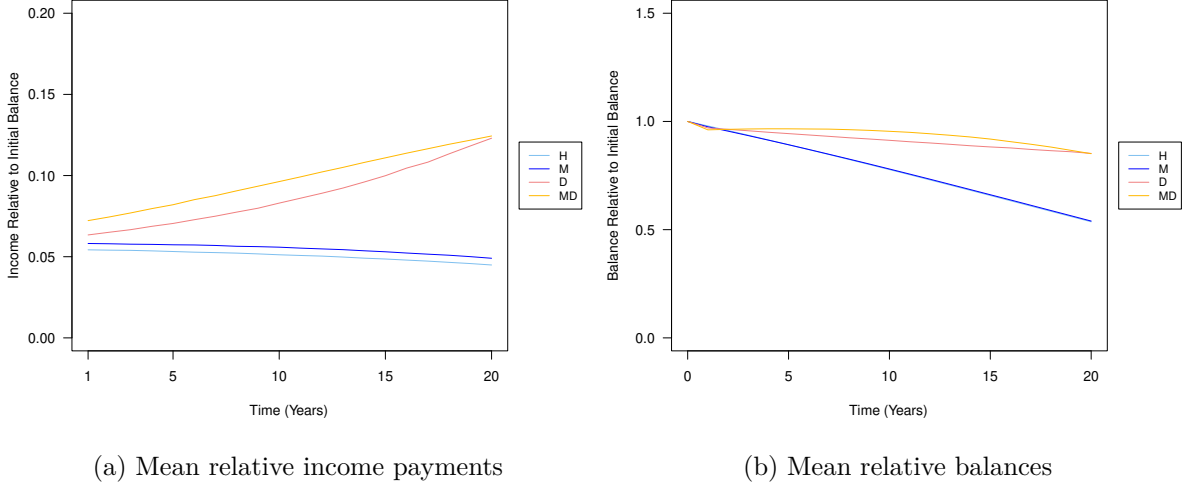 Income Relative to Initial Balance
0.20
0.15
0.10
0.05
0.00
1 5 10 15 20
Time (Years)
H
M
D
MD
(a) Mean relative income payments
Balance Relative to Initial Balance
1.5
1.0
0.5
0.0
0 5 10 15 20
Time (Years)
H
M
D
MD
(b) Mean relative balances